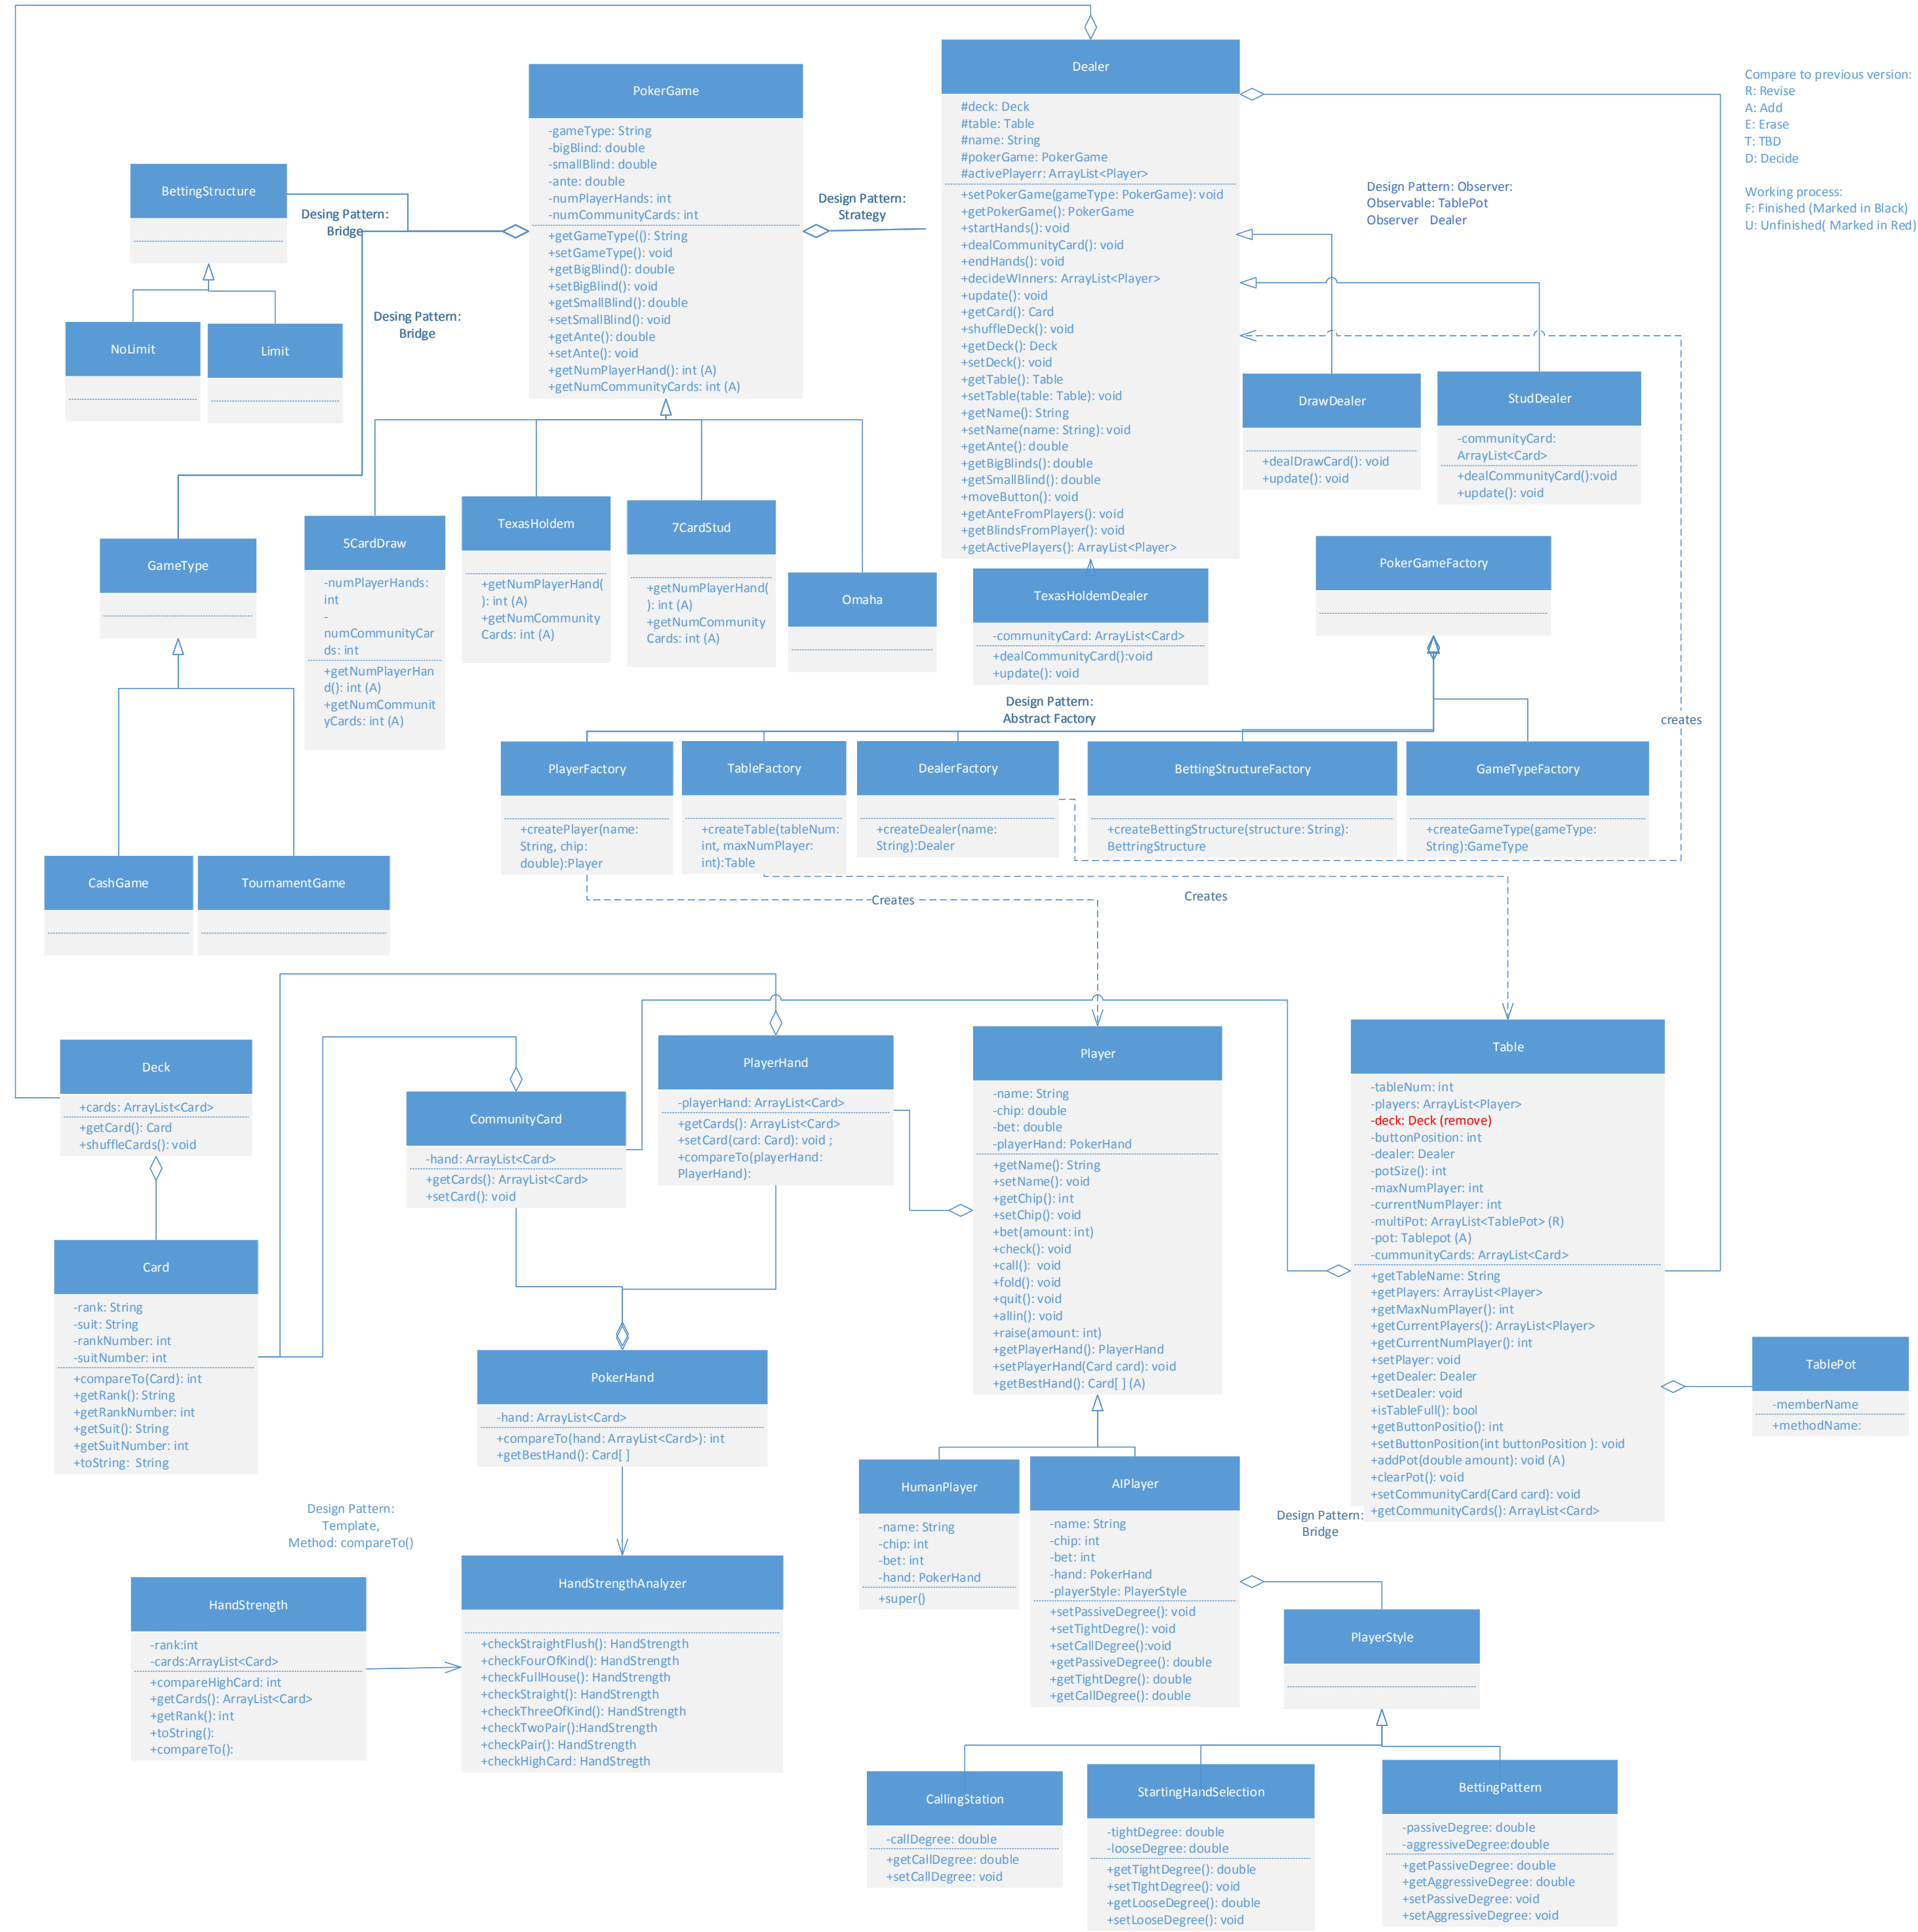 Dealer
#deck: Deck
#table: Table
#name: String
#pokerGame: PokerGame
#activePlayerr: ArrayList<Player>
+setPokerGame(gameType: PokerGame): void
+getPokerGame(): PokerGame
+startHands(): void
+dealCommunityCard(): void
+endHands(): void
+decideWInners: ArrayList<Player>
+update(): void
+getCard(): Card
+shuffleDeck(): void
+getDeck(): Deck
+setDeck(): void
+getTable(): Table
+setTable(table: Table): void
+getName(): String
+setName(name: String): void
+getAnte(): double
+getBigBlinds(): double
+getSmallBlind(): double
+moveButton(): void
+getAnteFromPlayers(): void
+getBlindsFromPlayer(): void
+getActivePlayers(): ArrayList<Player>
Compare to previous version:
R: Revise
A: Add
E: Erase
T: TBD
D: Decide
Working process:
F: Finished (Marked in Black)
U: Unfinished( Marked in Red)
PokerGame
-gameType: String
-bigBlind: double
-smallBlind: double
-ante: double
-numPlayerHands: int
-numCommunityCards: int
+getGameType((): String
+setGameType(): void
+getBigBlind(): double
+setBigBlind(): void
+getSmallBlind(): double
+setSmallBlind(): void
+getAnte(): double
+setAnte(): void
+getNumPlayerHand(): int (A)
+getNumCommunityCards: int (A)
BettingStructure
Desing Pattern:
Bridge
Design Pattern:
Strategy
Design Pattern: Observer:
Observable: TablePot
Observer Dealer
Desing Pattern:
Bridge
NoLimit
Limit
DrawDealer
+dealDrawCard(): void
+update(): void
StudDealer
-communityCard:
ArrayList<Card>
+dealCommunityCard():void
+update(): void
GameType
5CardDraw
-numPlayerHands:
int
-
numCommunityCar
ds: int
+getNumPlayerHan
d(): int (A)
+getNumCommunit
yCards: int (A)
TexasHoldem
+getNumPlayerHand(
): int (A)
+getNumCommunity
Cards: int (A)
7CardStud
+getNumPlayerHand(
): int (A)
+getNumCommunity
Cards: int (A)
Omaha
TexasHoldemDealer
-communityCard: ArrayList<Card>
+dealCommunityCard():void
+update(): void
PokerGameFactory
Design Pattern:
Abstract Factory
creates
PlayerFactory
+createPlayer(name:
String, chip:
double):Player
TableFactory
+createTable(tableNum:
int, maxNumPlayer:
int):Table
DealerFactory
+createDealer(name:
String):Dealer
BettingStructureFactory
+createBettingStructure(structure: String):
BettringStructure
GameTypeFactory
+createGameType(gameType:
String):GameType
CashGame
TournamentGame
Creates
Creates
Deck
+cards: ArrayList<Card>
+getCard(): Card
+shuffleCards(): void
CommunityCard
-hand: ArrayList<Card>
+getCards(): ArrayList<Card>
+setCard(): void
PlayerHand
-playerHand: ArrayList<Card>
+getCards(): ArrayList<Card>
+setCard(card: Card): void ;
+compareTo(playerHand:
PlayerHand):
Player
-name: String
-chip: double
-bet: double
-playerHand: PokerHand
+getName(): String
+setName(): void
+getChip(): int
+setChip(): void
+bet(amount: int)
+check(): void
+call():  void
+fold(): void
+quit(): void
+allin(): void
+raise(amount: int)
+getPlayerHand(): PlayerHand
+setPlayerHand(Card card): void
+getBestHand(): Card[ ] (A)
Table
-tableNum: int
-players: ArrayList<Player>
-deck: Deck (remove)
-buttonPosition: int
-dealer: Dealer
-potSize(): int
-maxNumPlayer: int
-currentNumPlayer: int
-multiPot: ArrayList<TablePot> (R)
-pot: Tablepot (A)
-cummunityCards: ArrayList<Card>
+getTableName: String
+getPlayers: ArrayList<Player>
+getMaxNumPlayer(): int
+getCurrentPlayers(): ArrayList<Player>
+getCurrentNumPlayer(): int
+setPlayer: void
+getDealer: Dealer
+setDealer: void
+isTableFull(): bool
+getButtonPositio(): int
+setButtonPosition(int buttonPosition ): void
+addPot(double amount): void (A)
+clearPot(): void
+setCommunityCard(Card card): void
+getCommunityCards(): ArrayList<Card>
Card
-rank: String
-suit: String
-rankNumber: int
-suitNumber: int
+compareTo(Card): int
+getRank(): String
+getRankNumber: int
+getSuit(): String
+getSuitNumber: int
+toString:  String
TablePot
-memberName
+methodName:
PokerHand
-hand: ArrayList<Card>
+compareTo(hand: ArrayList<Card>): int
+getBestHand(): Card[ ]
HumanPlayer
-name: String
-chip: int
-bet: int
-hand: PokerHand
+super()
AIPlayer
-name: String
-chip: int
-bet: int
-hand: PokerHand
-playerStyle: PlayerStyle
+setPassiveDegree(): void
+setTightDegre(): void
+setCallDegree():void
+getPassiveDegree(): double
+getTightDegre(): double
+getCallDegree(): double
Design Pattern:
Bridge
Design Pattern:
Template,
Method: compareTo()
HandStrength
-rank:int
-cards:ArrayList<Card>
+compareHighCard: int
+getCards(): ArrayList<Card>
+getRank(): int
+toString():
+compareTo():
HandStrengthAnalyzer
+checkStraightFlush(): HandStrength
+checkFourOfKind(): HandStrength
+checkFullHouse(): HandStrength
+checkStraight(): HandStrength
+checkThreeOfKind(): HandStrength
+checkTwoPair():HandStrength
+checkPair(): HandStrength
+checkHighCard: HandStregth
PlayerStyle
CallingStation
-callDegree: double
+getCallDegree: double
+setCallDegree: void
StartingHandSelection
-tightDegree: double
-looseDegree: double
+getTightDegree(): double
+setTIghtDegree(): void
+getLooseDegree(): double
+setLooseDegree(): void
BettingPattern
-passiveDegree: double
-aggressiveDegree:double
+getPassiveDegree: double
+getAggressiveDegree: double
+setPassiveDegree: void
+setAggressiveDegree: void